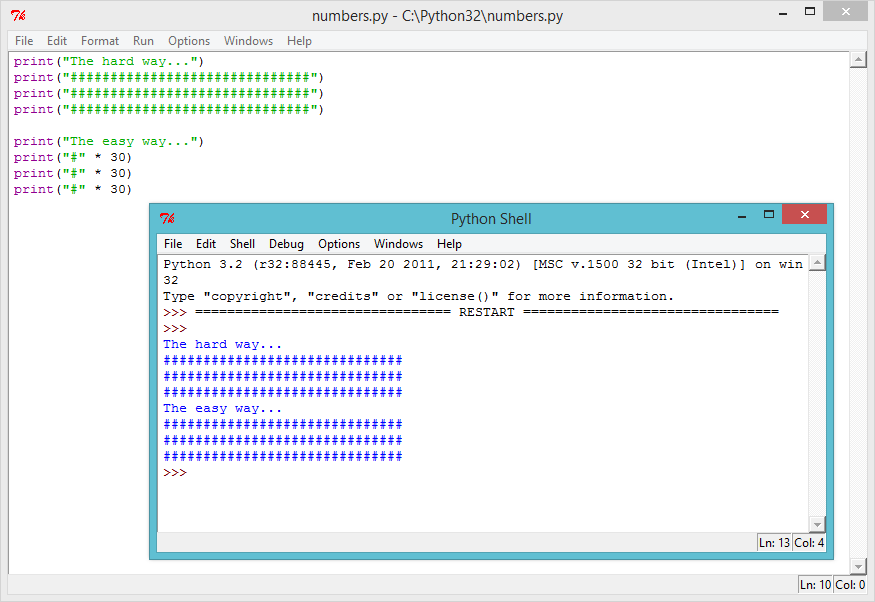 numbers.py - C:\Python32\numbers.py
File Edit Format Run Options Windows Help
print("The hard way...")
print("##############################")
print("##############################")
print("##############################")
print("The easy way...")
print("#" * 30)
print("#" * 30)
print("#" * 30)
Python Shell
File Edit Shell Debug Options Windows Help
Python 3.2 (r32:88445, Feb 20 2011, 21:29:02) [MSC v.1500 32 bit (Intel)] on win
32
Type "copyright", "credits" or "license()" for more information.
>>> ================================ RESTART ================================
>>>
The hard way...
##############################
##############################
##############################
The easy way...
##############################
##############################
##############################
>>>
Ln: 13 Col: 4
Ln: 10 Col: 0